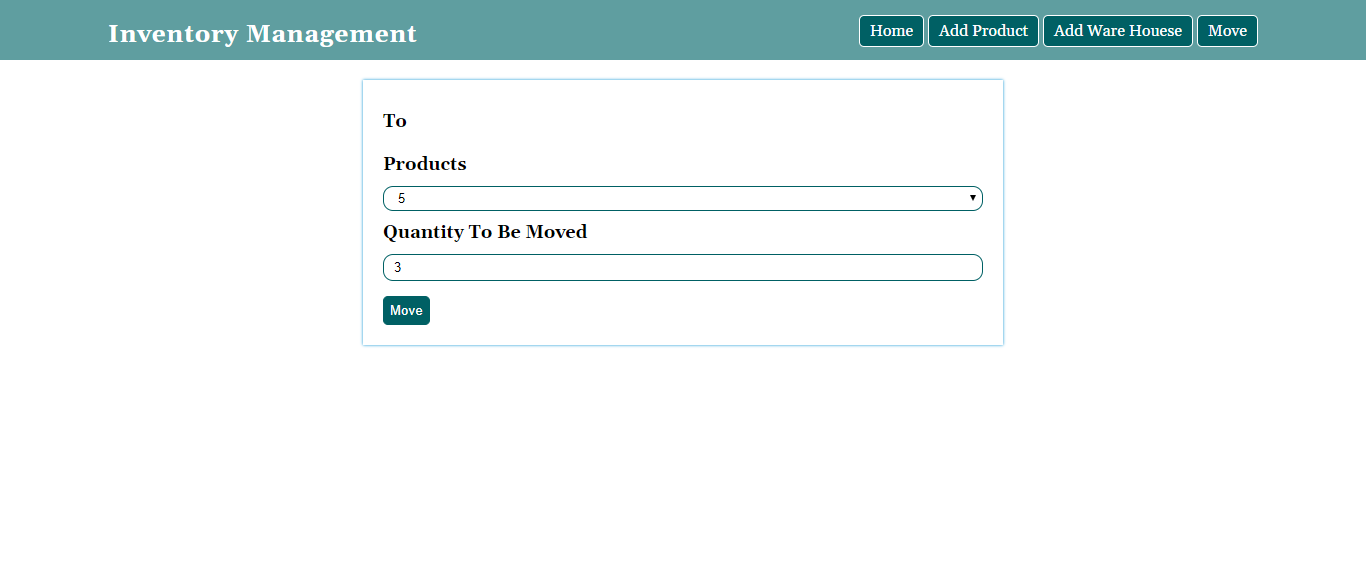 Inventory Management
Home Add Product Add Ware Houese Move
To
Products
5
Quantity To Be Moved
3
Move